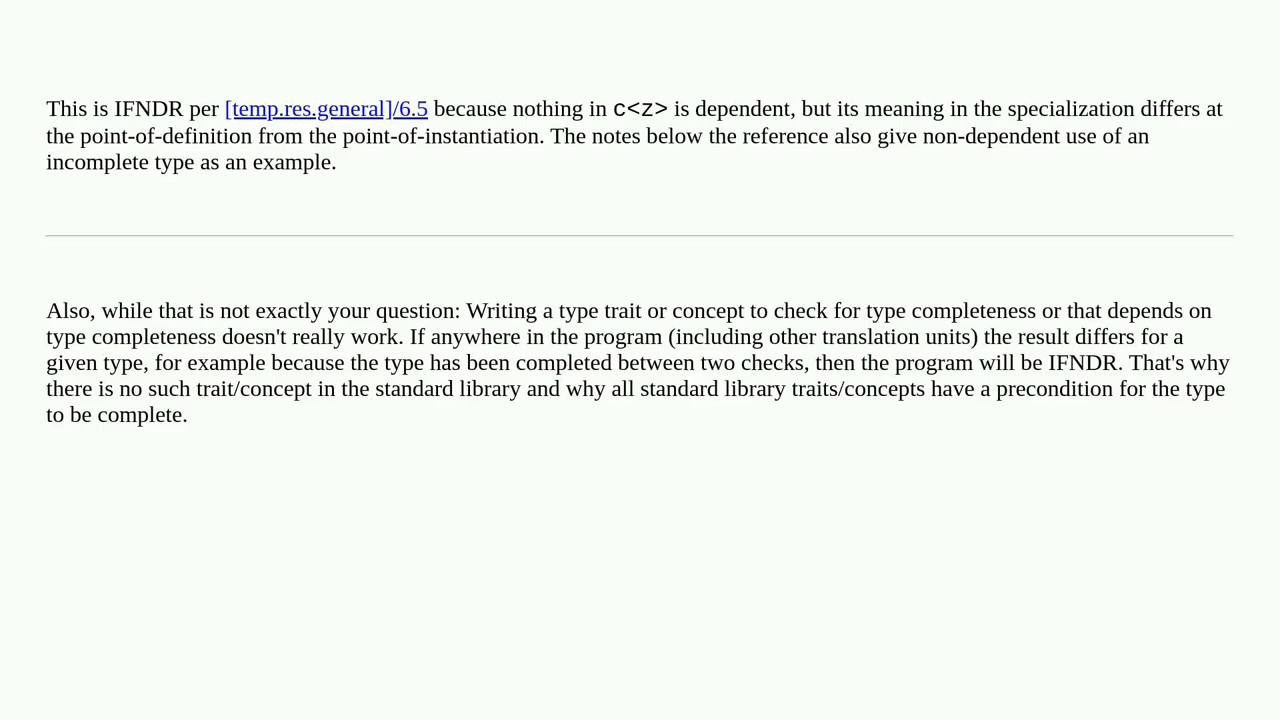 This is IFNDR per [temp.res.general]/6.5 because nothing in c<z> is dependent, but its meaning in the specialization differs at
the point-of-definition from the point-of-instantiation. The notes below the reference also give non-dependent use of an
incomplete type as an example.
Also, while that is not exactly your question: Writing a type trait or concept to check for type completeness or that depends on
type completeness doesn't really work. If anywhere in the program (including other translation units) the result differs for a
given type, for example because the type has been completed between two checks, then the program will be IFNDR. That's why
there is no such trait/concept in the standard library and why all standard library traits/concepts have a precondition for the type
to be complete.